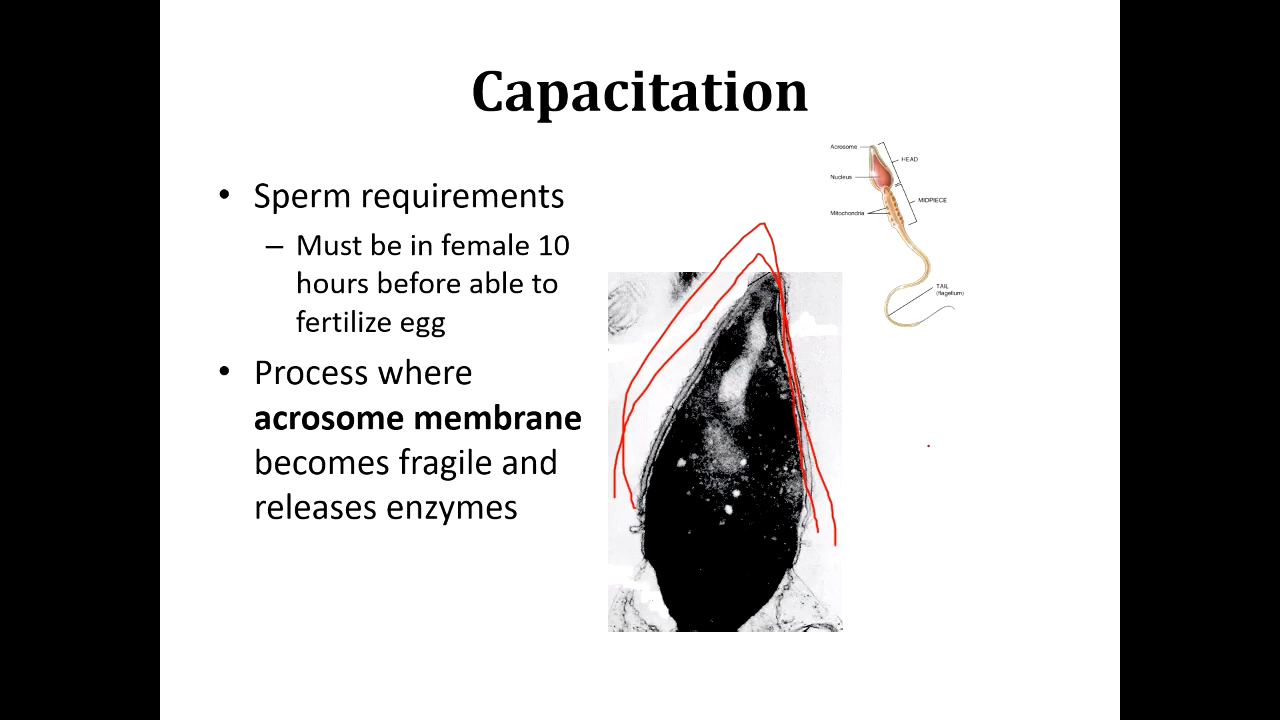 Capacitation
• Sperm requirements
– Must be in female 10
hours before able to
fertilize egg
• Process where
acrosome membrane
becomes fragile and
releases enzymes
Acrosome
HEAD
Nucleus
MIDPIECE
Mitochondria
TAIL
(flagellum)